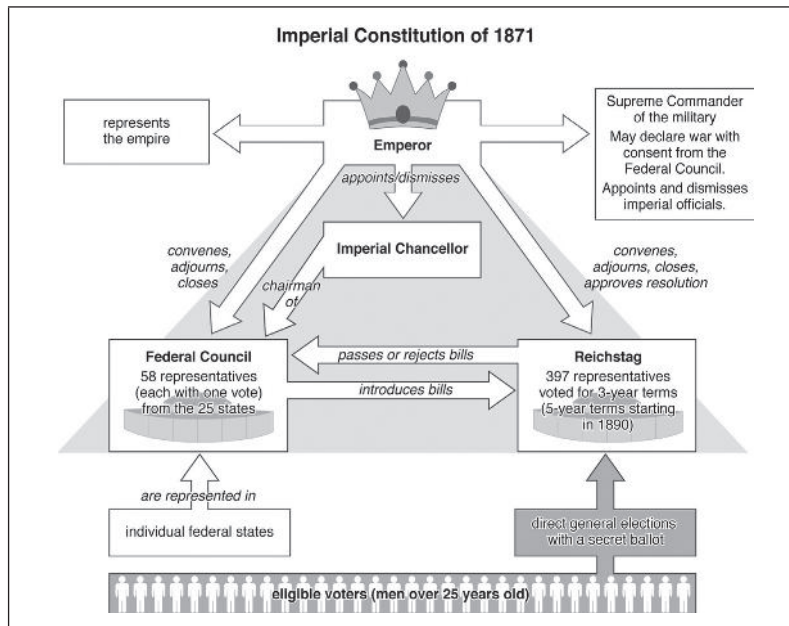 Imperial Constitution of 1871
represents
the empire
Emperor
Supreme Commander
of the military
May declare war with
consent from the
Federal Council.
Appoints and dismisses
imperial officials.
appoints/dismisses
Imperial Chancellor
convenes,
adjourns,
closes
chairman
of
convenes,
adjourns, closes,
approves resolution
Federal Council
58 representatives
(each with one vote)
from the 25 states
passes or rejects bills
introduces bills
Reichstag
397 representatives
voted for 3-year terms
(5-year terms starting
in 1890)
are represented in
individual federal states
direct general elections
with a secret ballot
eligible voters (men over 25 years old)